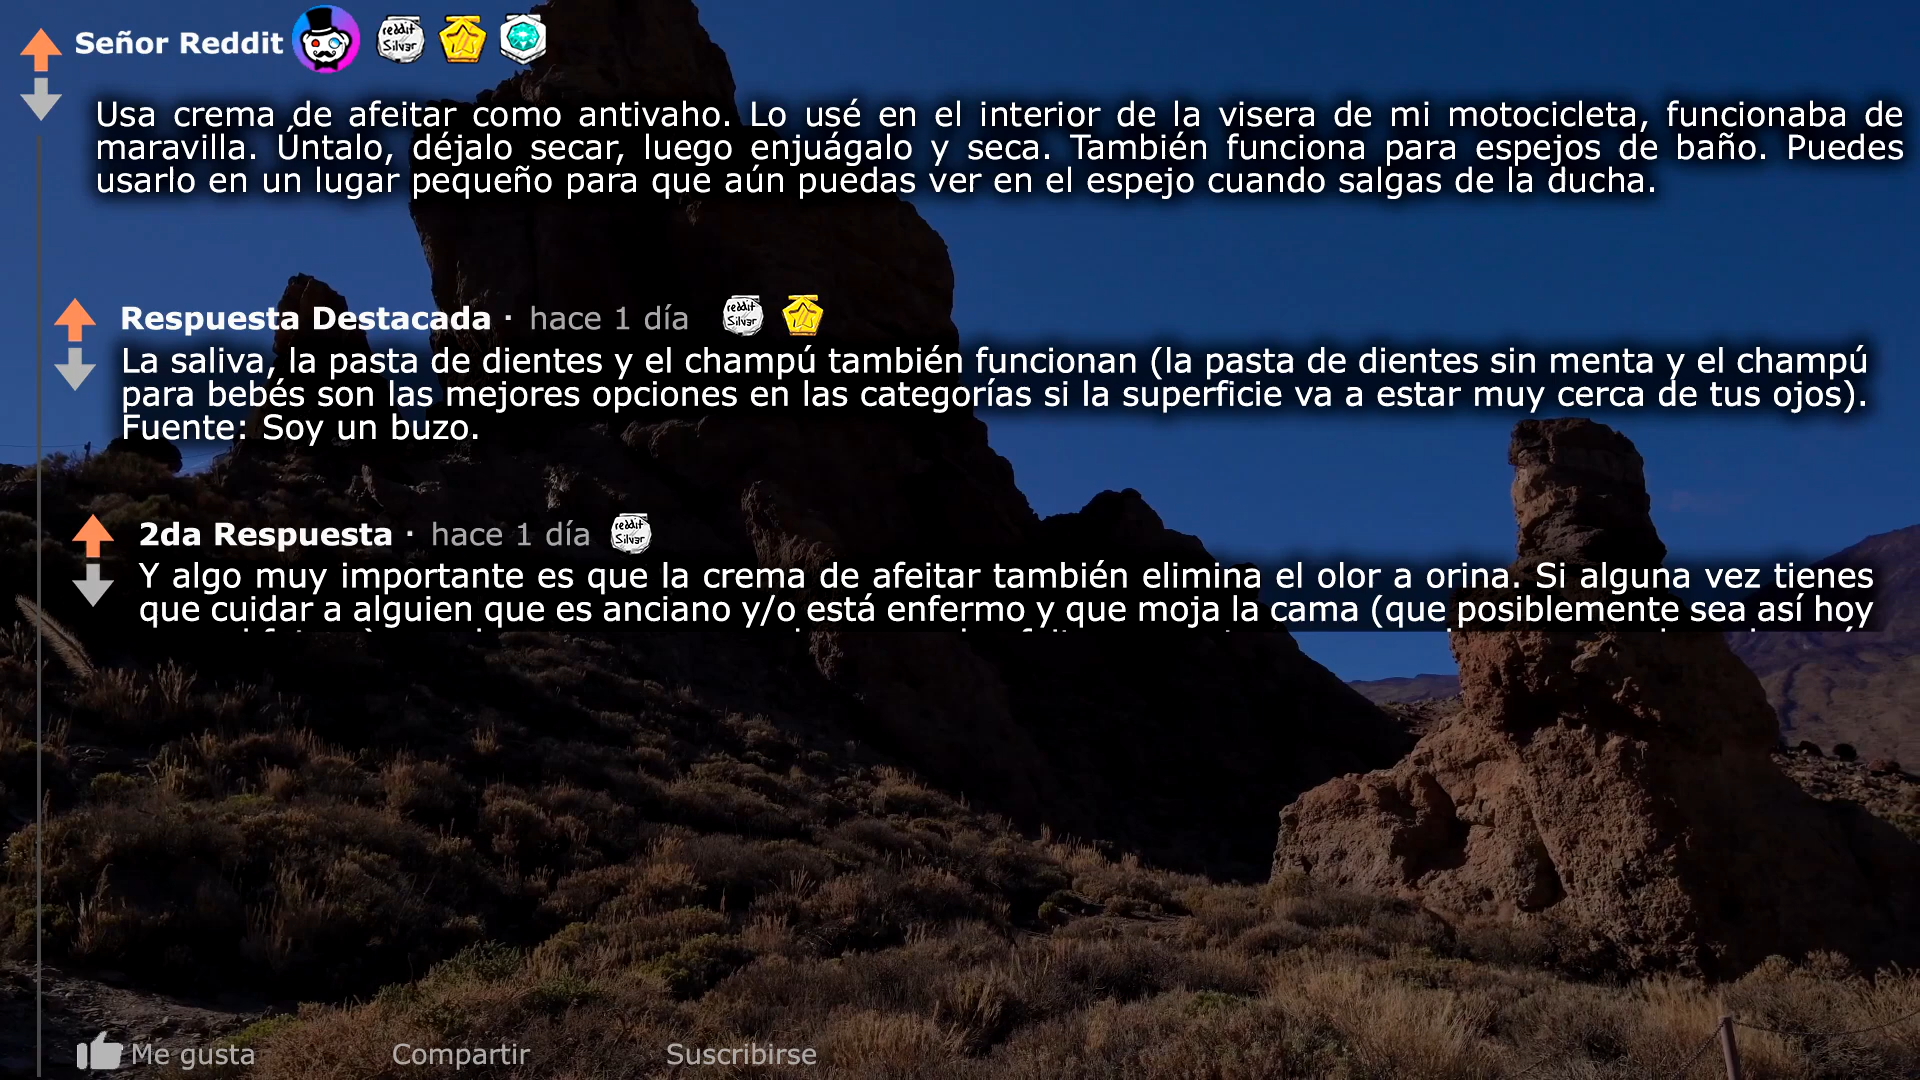 Señor Reddit
reddit
Silver
Usa crema de afeitar como antivaho. Lo usé en el interior de la visera de mi motocicleta, funcionaba de
maravilla. Úntalo, déjalo secar, luego enjuágalo y seca. También funciona para espejos de baño. Puedes
usarlo en un lugar pequeño para que aún puedas ver en el espejo cuando salgas de la ducha.
Respuesta Destacada · hace 1 día
reddit
Silver
La saliva, la pasta de dientes y el champú también funcionan (la pasta de dientes sin menta y el champú
para bebés son las mejores opciones en las categorías si la superficie va a estar muy cerca de tus ojos).
Fuente: Soy un buzo.
2da Respuesta · hace 1 día
reddit
Silver
Y algo muy importante es que la crema de afeitar también elimina el olor a orina. Si alguna vez tienes
que cuidar a alguien que es anciano y/o está enfermo y que moja la cama (que posiblemente sea así hoy
Me gusta
Compartir
Suscribirse